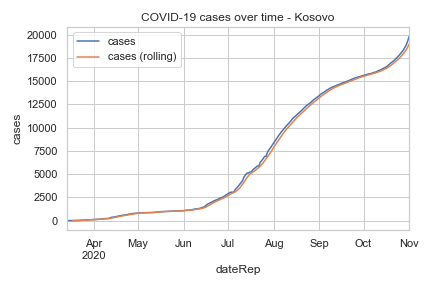 COVID-19 cases over time - Kosovo
cases
cases (rolling)
20000
17500
15000
12500
10000
7500
5000
2500
0
cases
Apr May Jun Jul Aug Sep Oct Nov
2020
dateRep